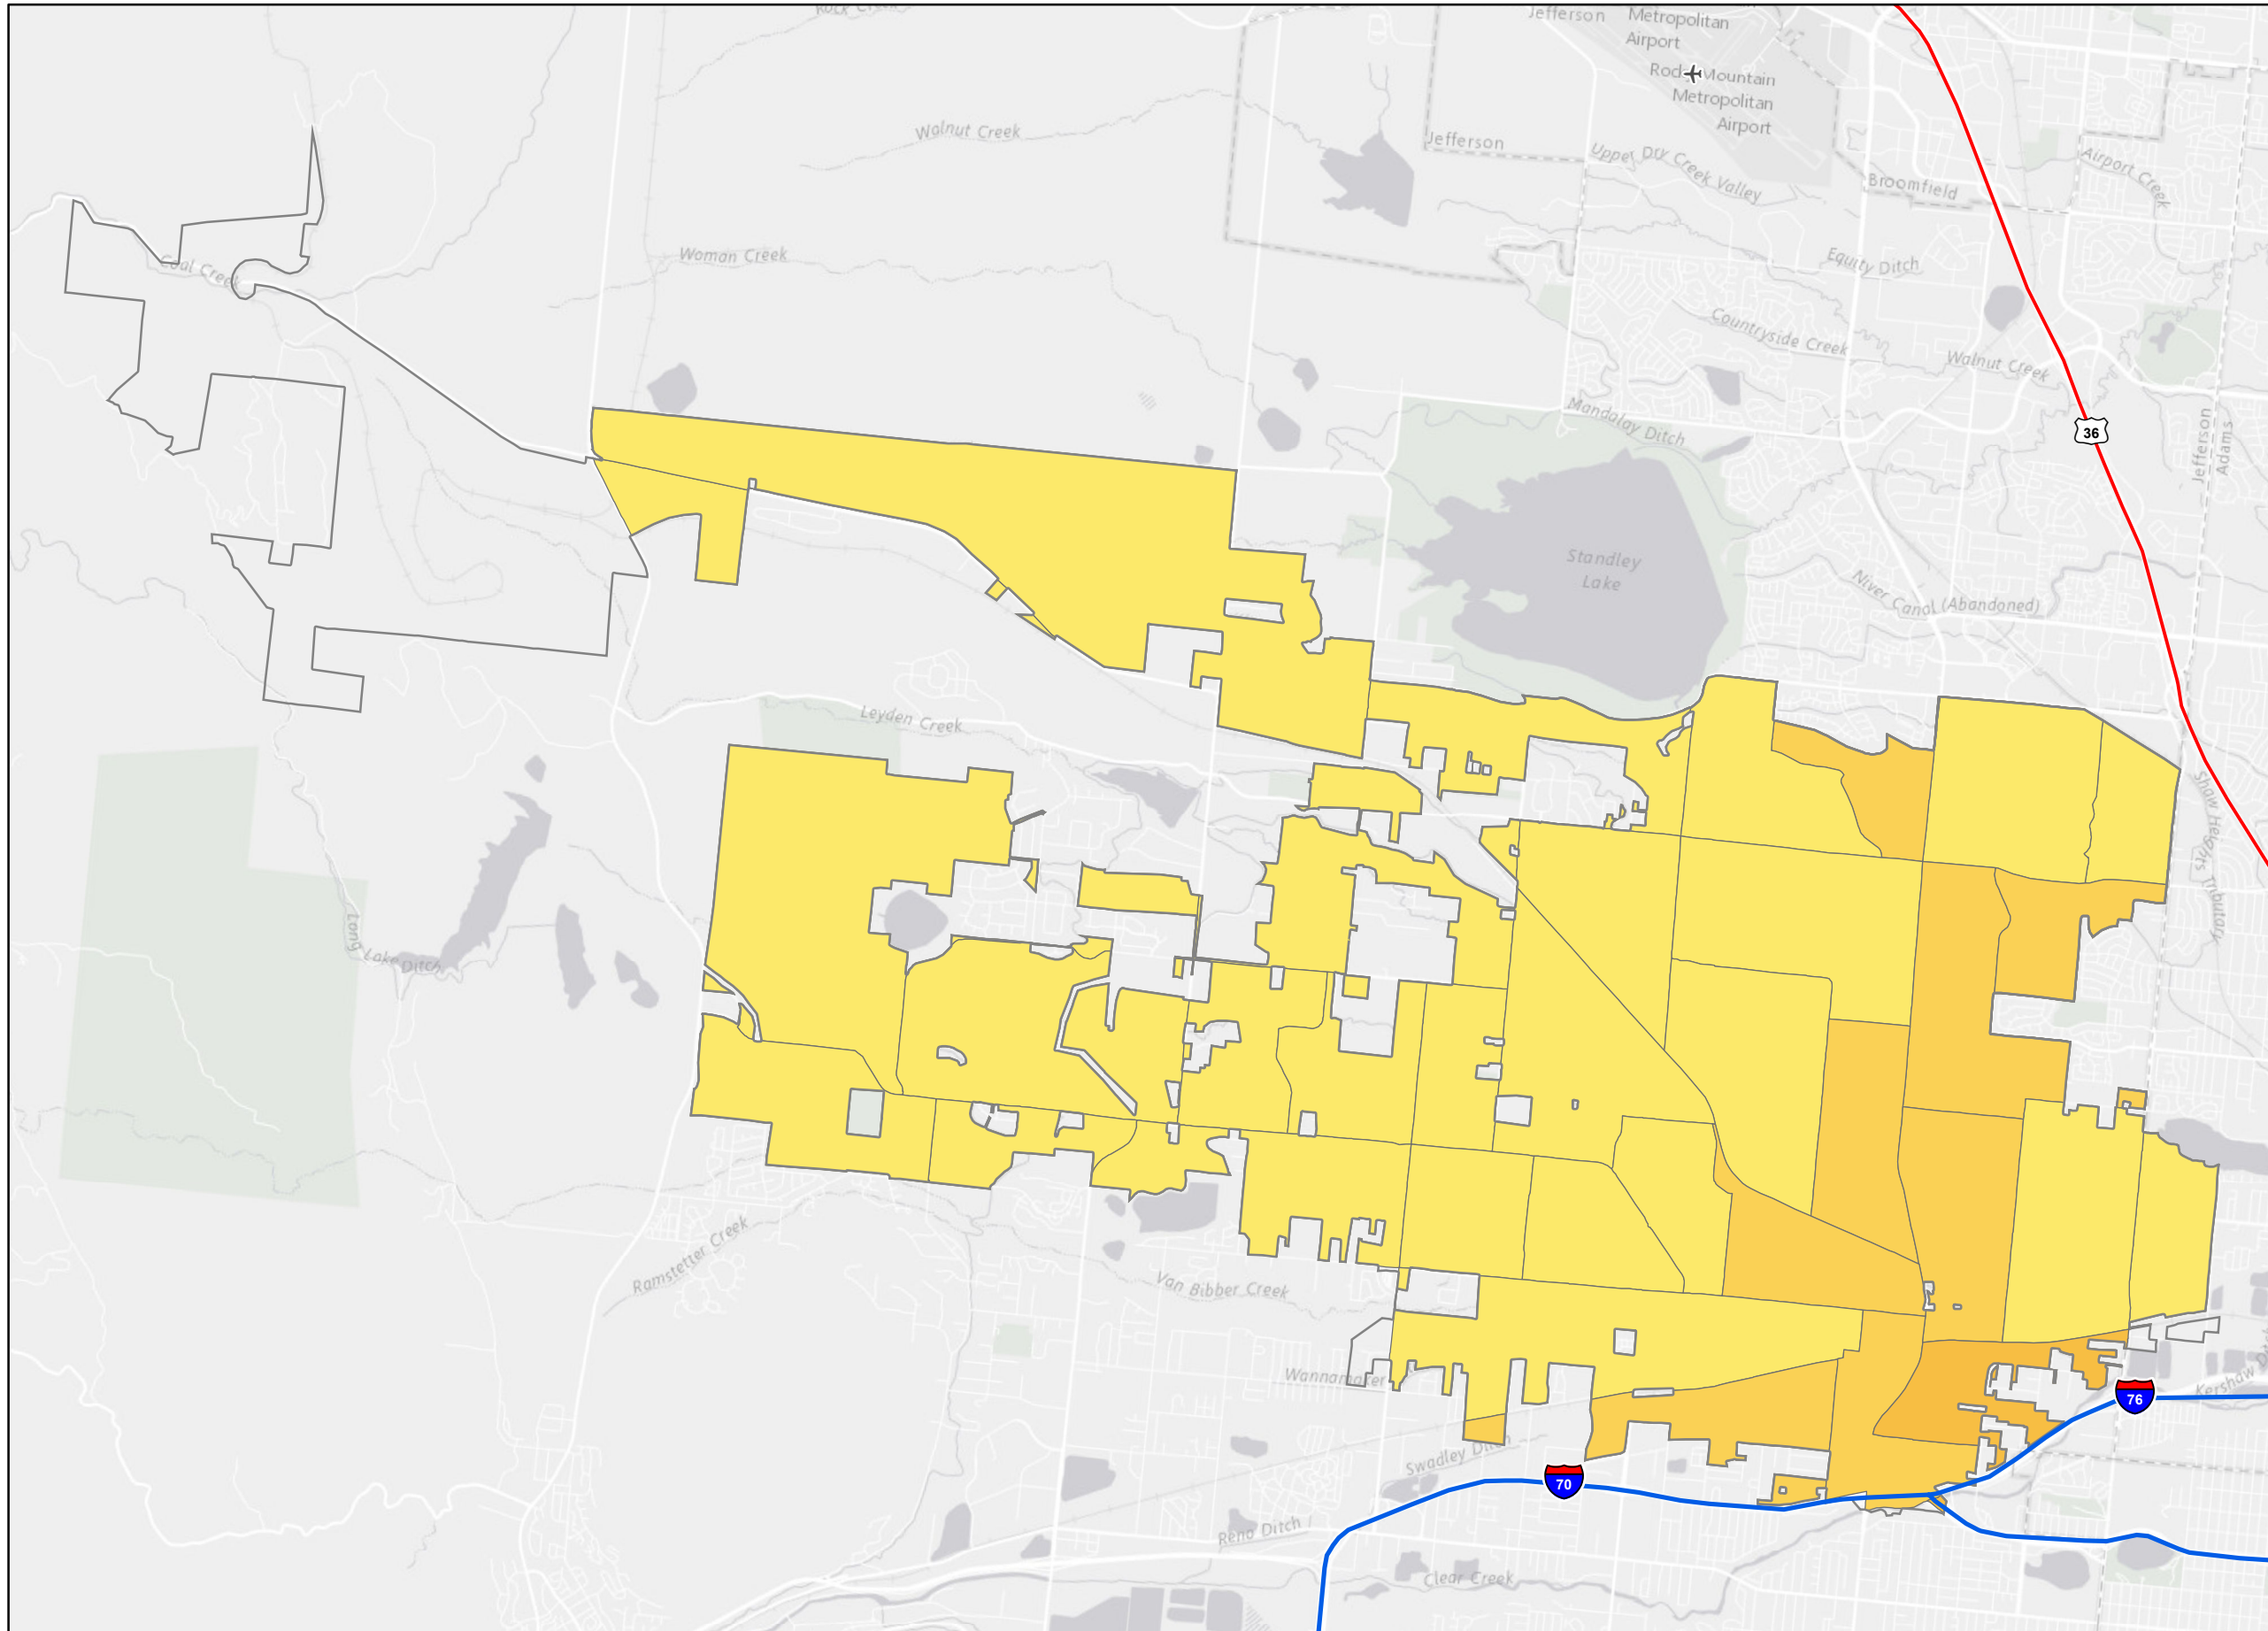 Rock Creek
Jefferson
Metropolitan
Airport
Rocky Mountain
Metropolitan
Airport
Walnut Creek
Jefferson
Upper Dry Creek Valley
Airport Creek
Broomfield
Woman Creek
Coal Creek
Equity Ditch
Countryside Creek
Walnut Creek
Mandalay Ditch
36
Jefferson
Adams
Standley
Lake
Niver Canal (Abandoned)
Leyden Creek
Shaw Heights Tributary
Long
Lake Ditch
Ramstetter Creek
Van Bibber Creek
Wannamaker
Kershaw D
76
Swadley Ditch
70
Reno Ditch
Clear Creek